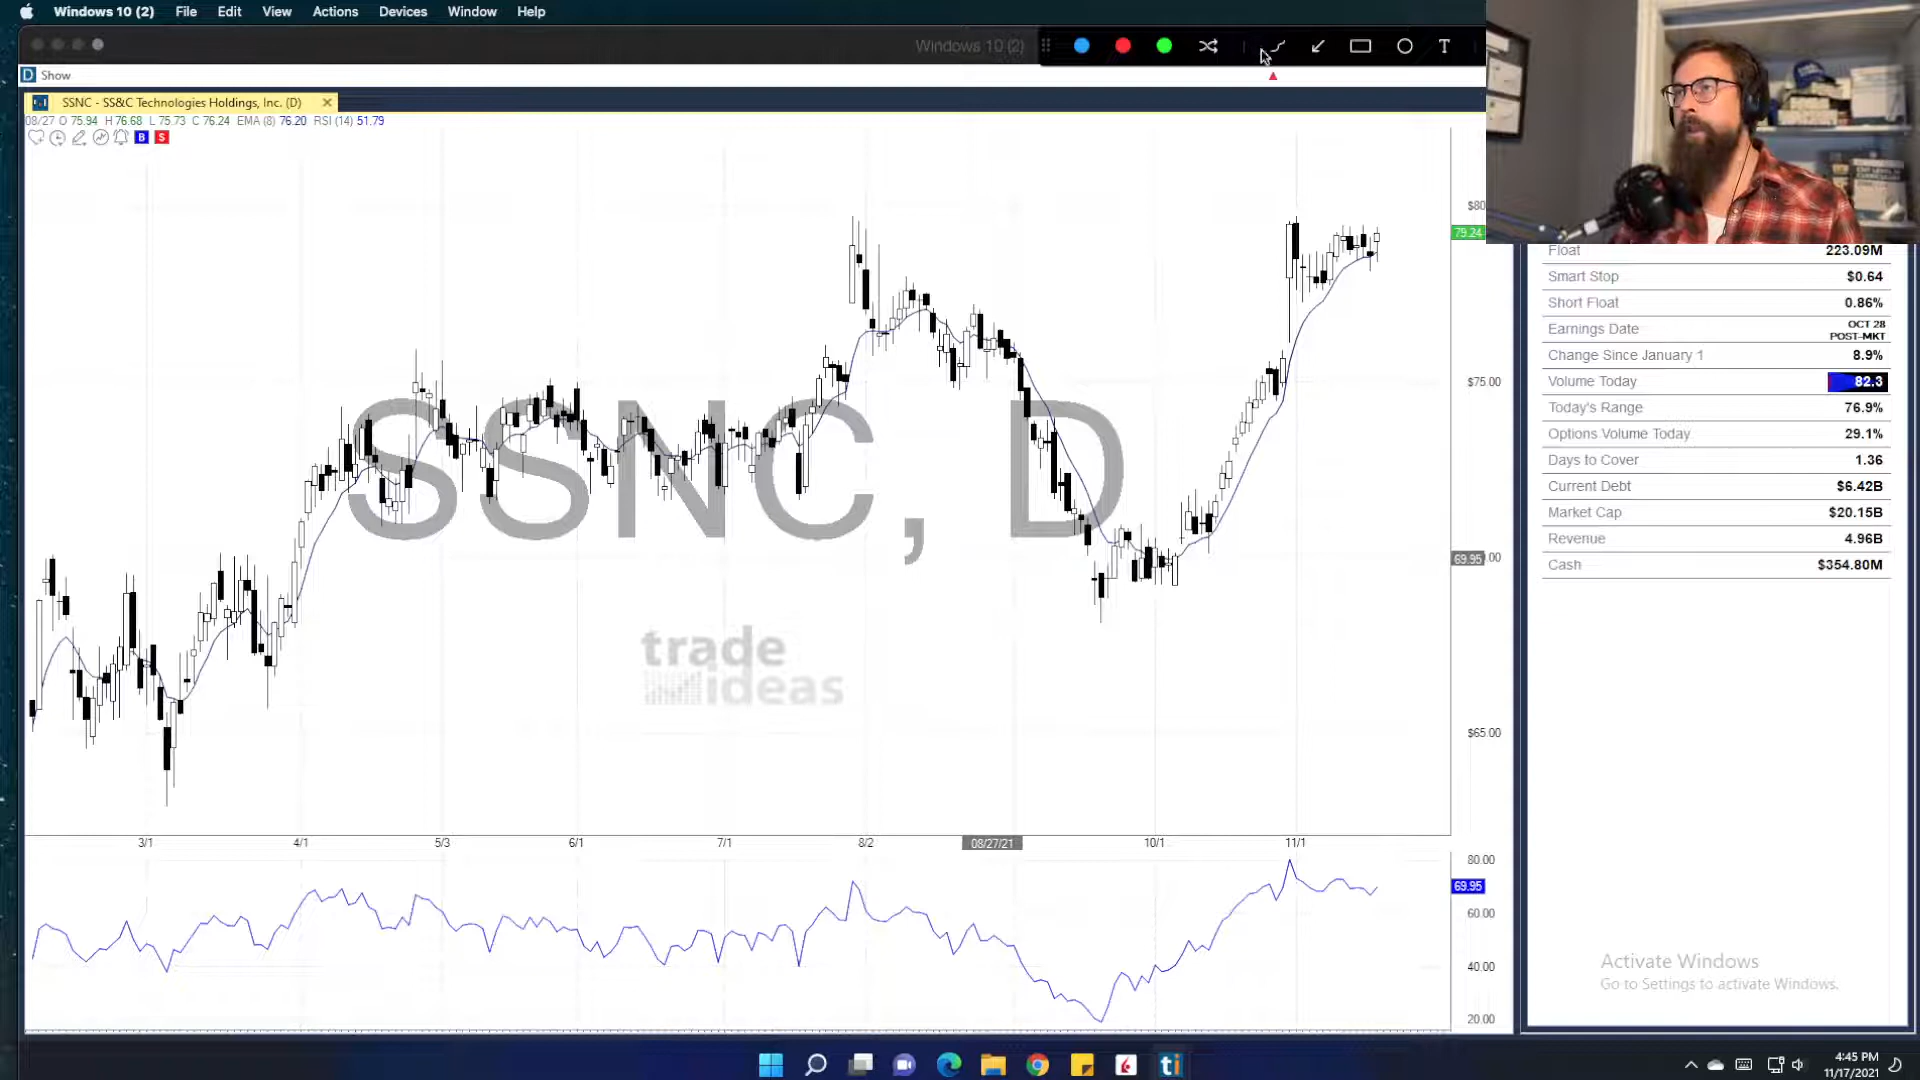 Windows 10 (2) File Edit View Actions Devices Window Help
Windows 10 (2)
T
D Show
SSNC - SS&C Technologies Holdings, Inc. (D)
08/27 O 75.94 H 76.68 L 75.73 C 76.24 EMA (8) 76.20 RSI (14) 51.79
B S
$80
79.24
$75.00
69.95
.00
$65.00
SSNC, D
trade
ideas
3/1 4/1 5/3 6/1 7/1 8/2 08/27/21 10/1 11/1
80.00
69.95
60.00
40.00
20.00
Float 223.09M
Smart Stop $0.64
Short Float 0.86%
Earnings Date OCT 28
POST-MKT
Change Since January 1 8.9%
Volume Today 82.3
Today's Range 76.9%
Options Volume Today 29.1%
Days to Cover 1.36
Current Debt $6.42B
Market Cap $20.15B
Revenue 4.96B
Cash $354.80M
Activate Windows
Go to Settings to activate Windows.
ti
4:45 PM
11/17/2021